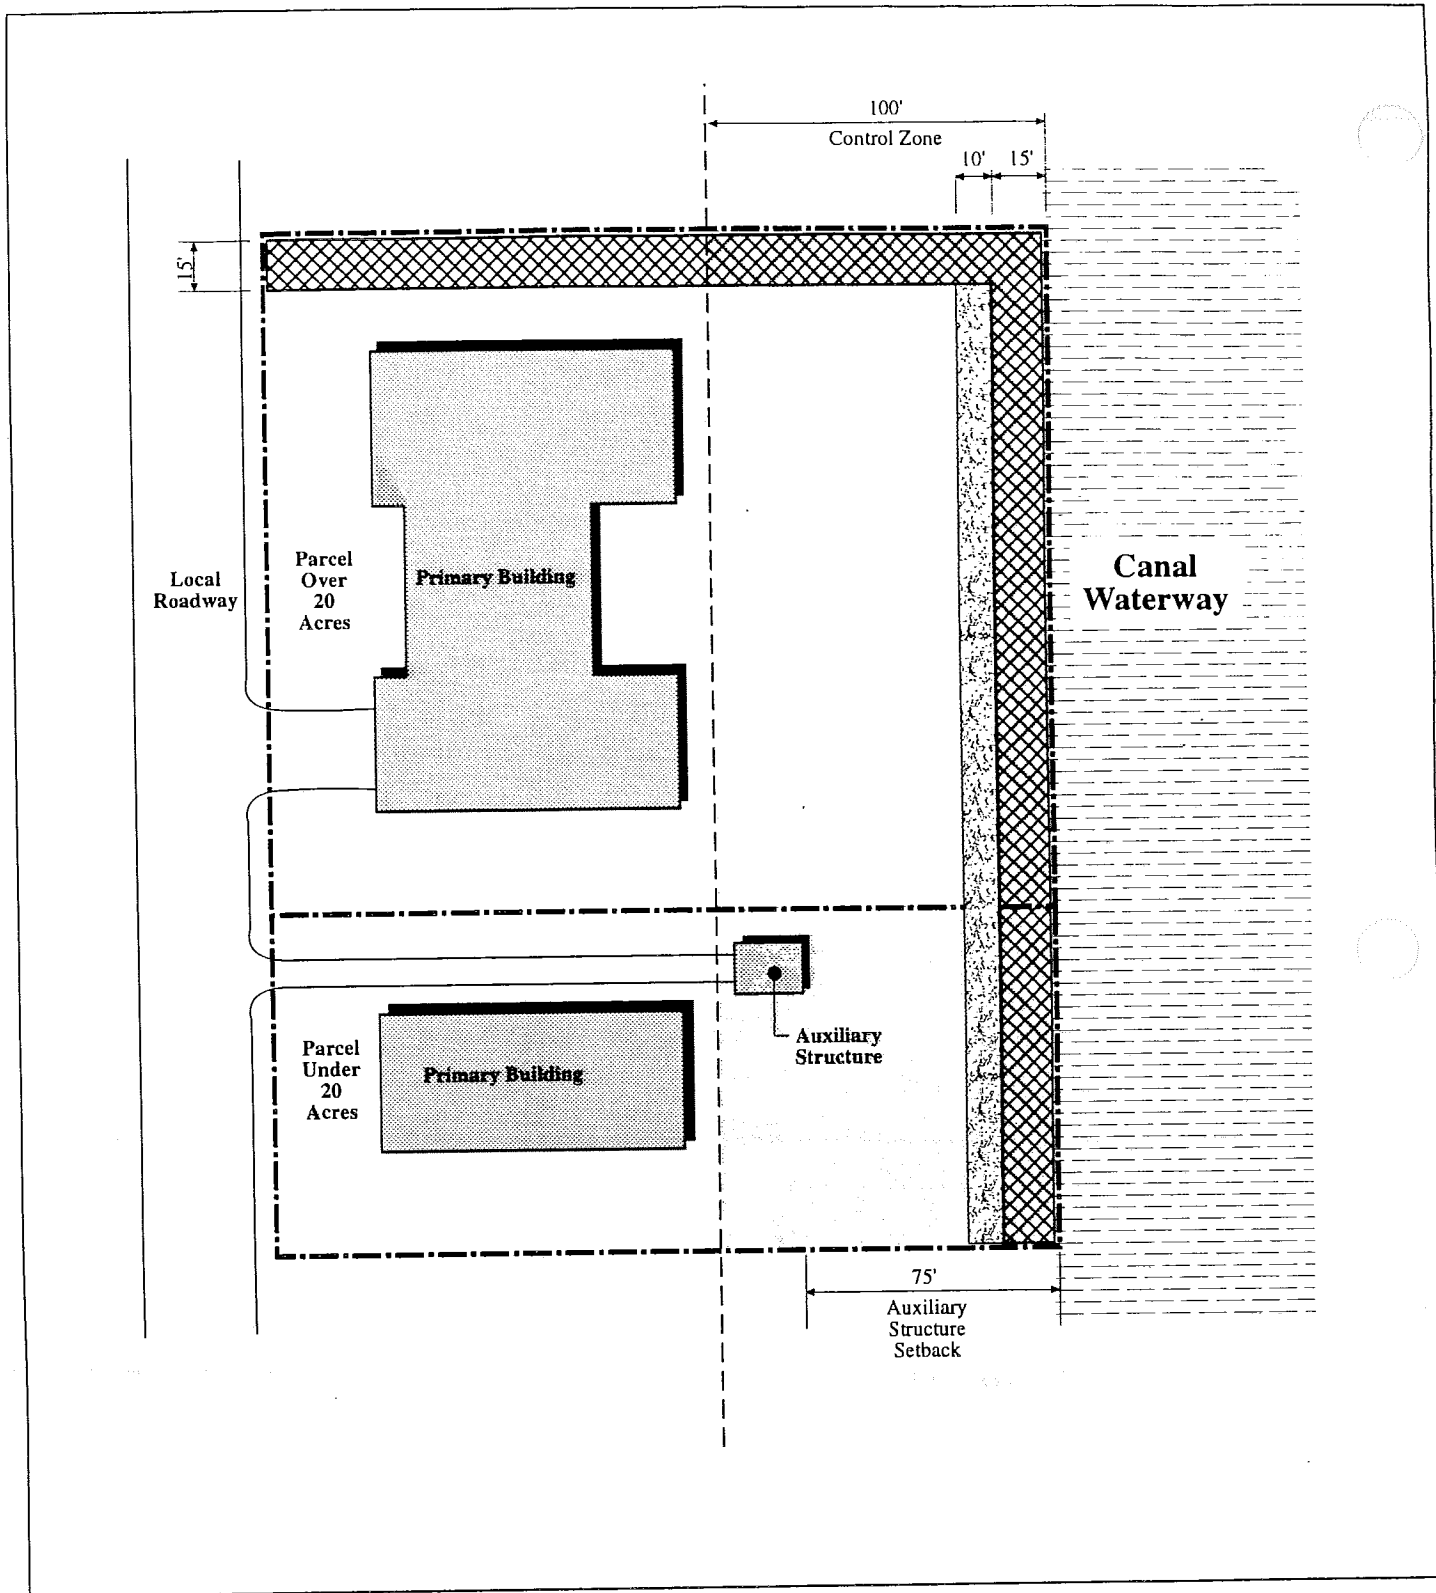 100'
Control Zone
10' 15'
15'
Canal
Waterway
Parcel
Over
20
Acres
Primary Building
Local
Roadway
Auxiliary
Structure
Parcel
Under
20
Acres
Primary Building
75'
Auxiliary
Structure
Setback